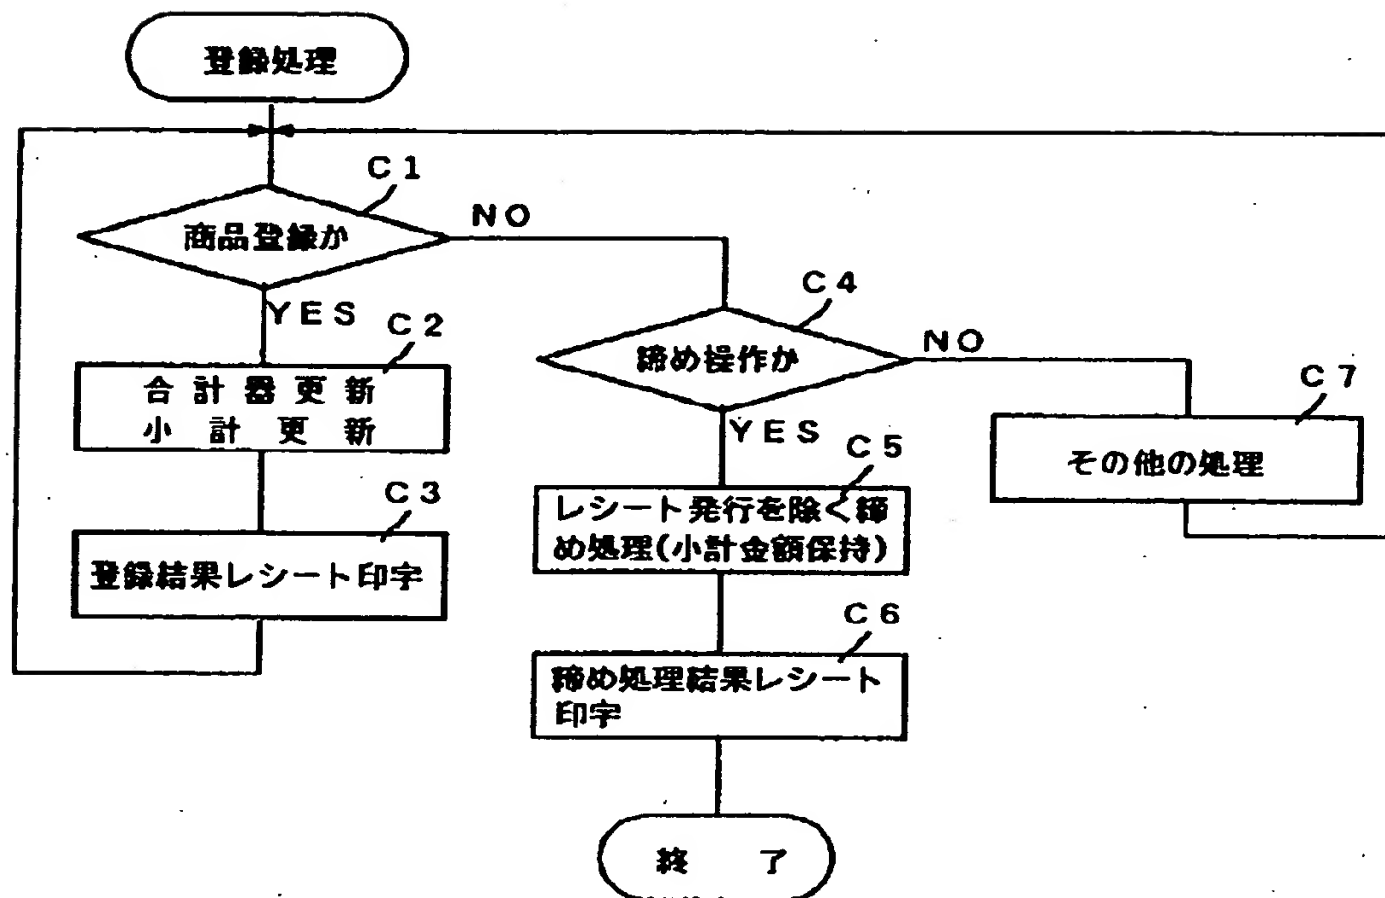 登録処理
C1
商品登録か
NO
YES
C2
合計器更新
小計更新
C3
登録結果レシート印字
C4
締め操作か
NO
YES
C5
レシート発行を除く締
め処理(小計金額保持)
C6
締め処理結果レシート
印字
C7
その他の処理
終了